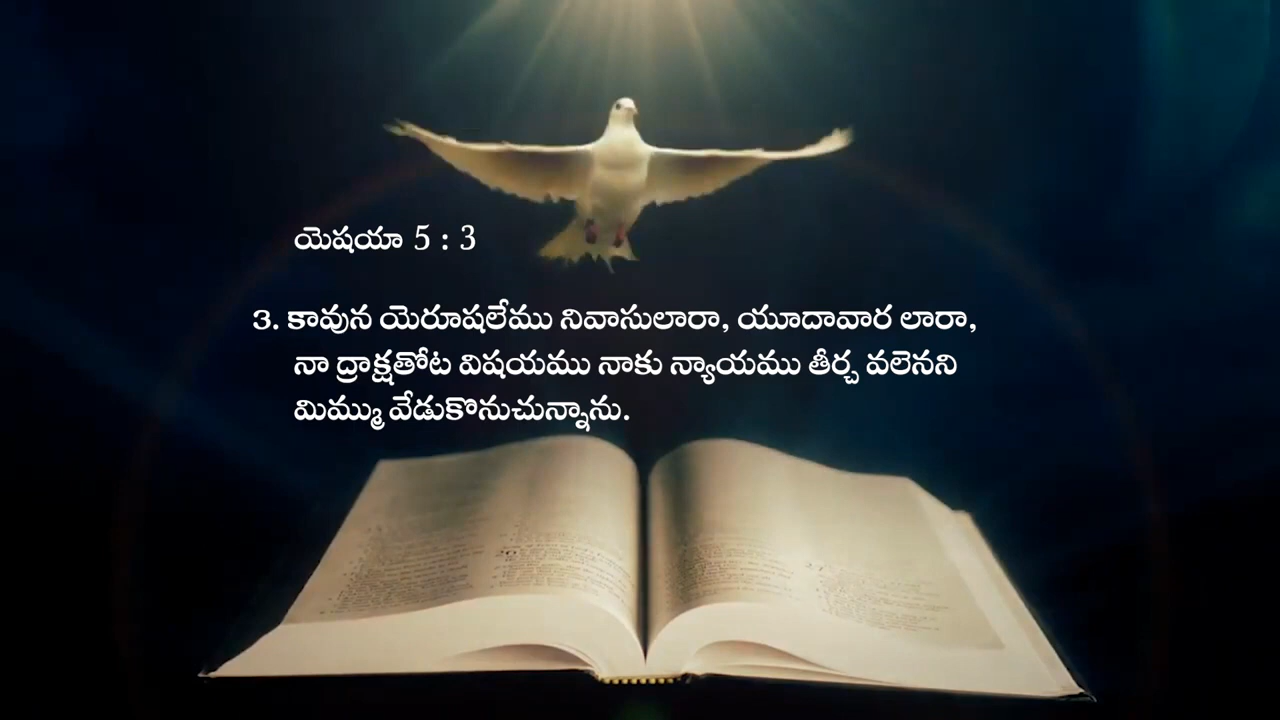 యెషయా 5 : 3
3. కావున యెరూషలేము నివాసులారా, యూదావార లారా,
నా ద్రాక్షతోట విషయము నాకు న్యాయము తీర్చ వలెనని
మిమ్ము వేడుకొనుచున్నాను.